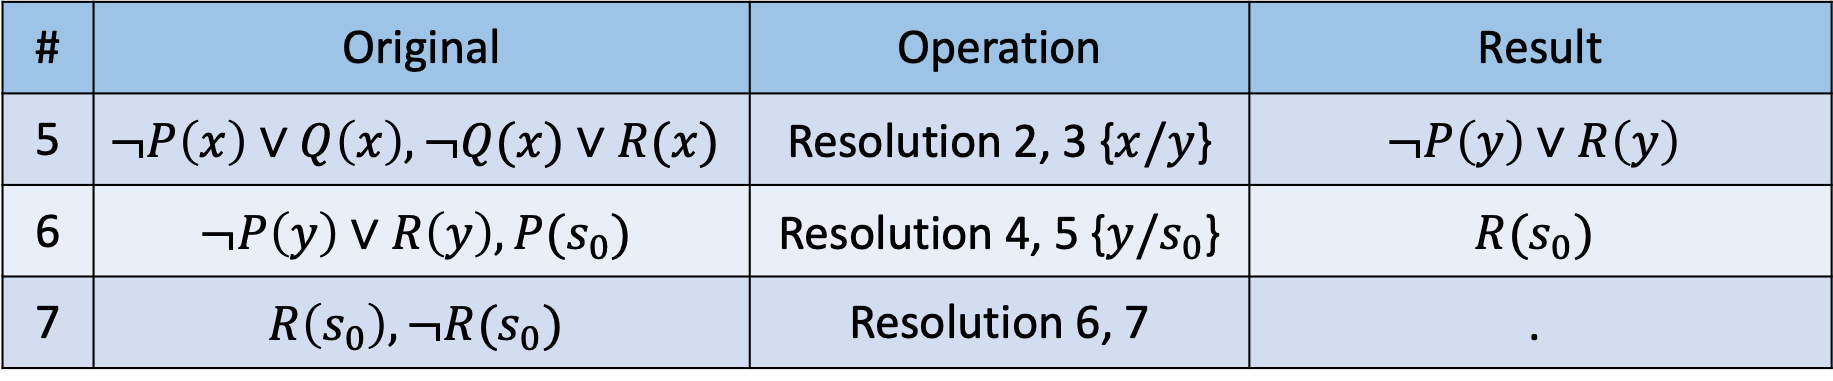 # Original Operation Result
5 ¬P(x) ∨ Q(x), ¬Q(x) ∨ R(x) Resolution 2, 3 {x/y} ¬P(y) ∨ R(y)
6 ¬P(y) ∨ R(y), P(s₀) Resolution 4, 5 {y/s₀} R(s₀)
7 R(s₀), ¬R(s₀) Resolution 6, 7 .